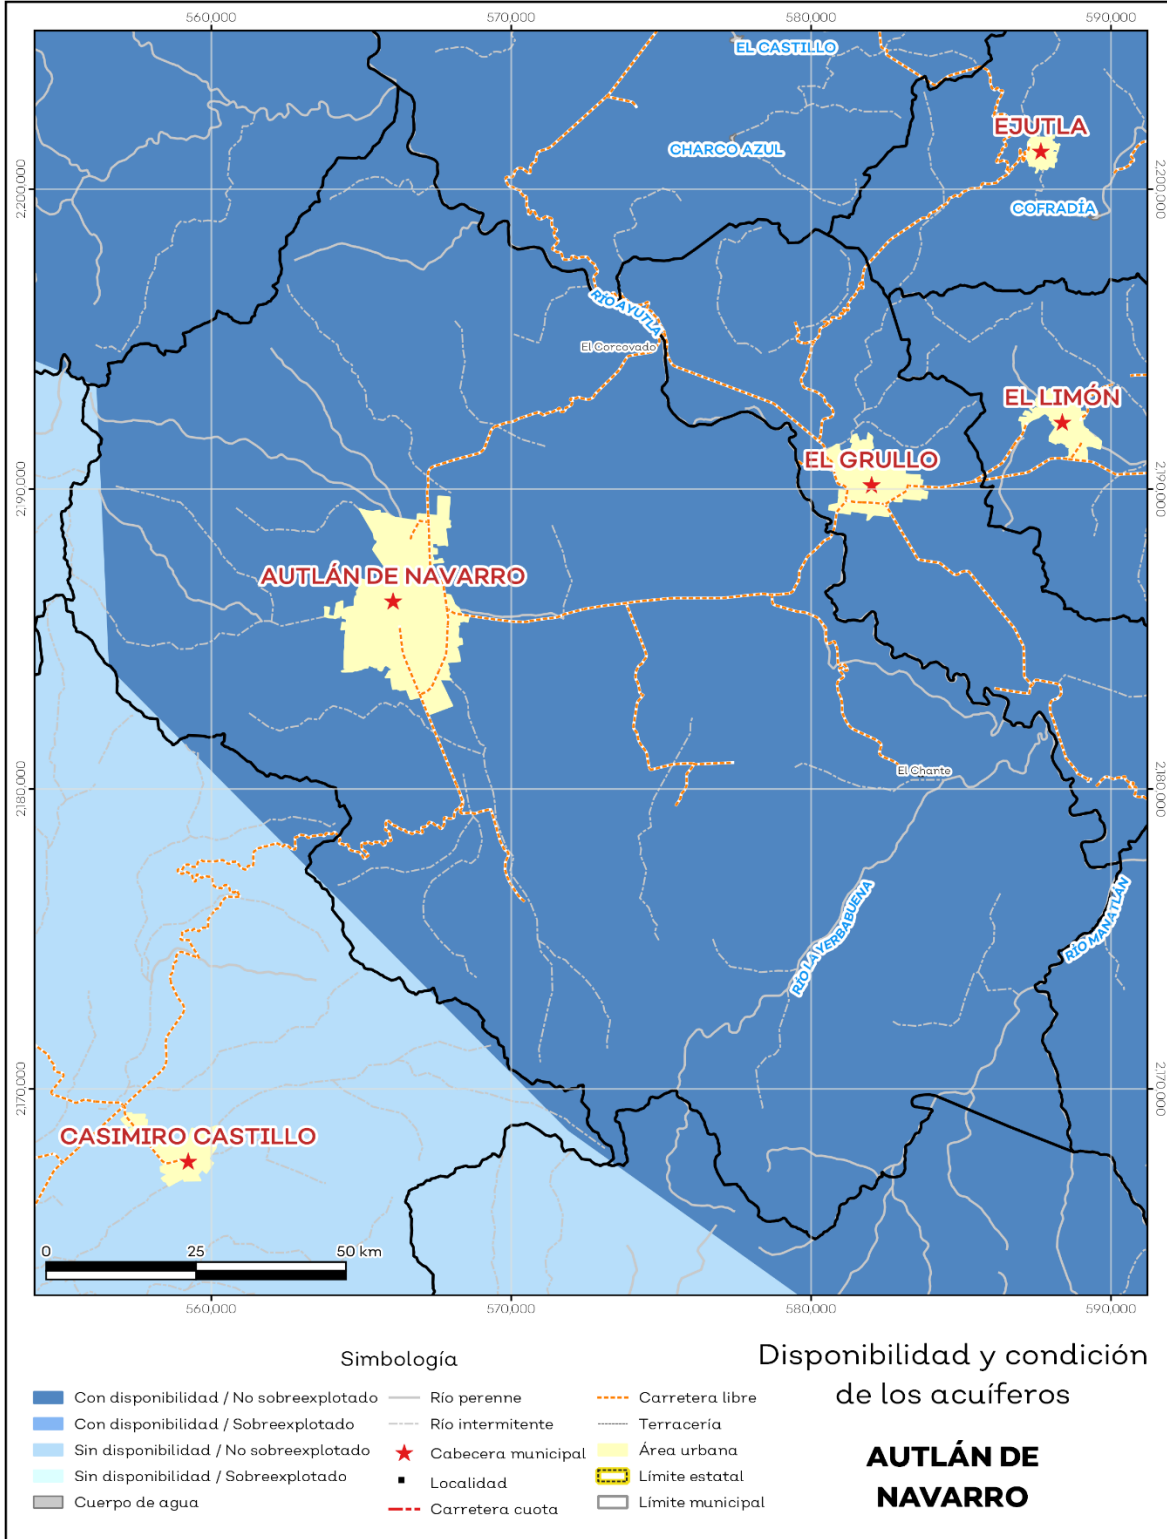 560,000
570,000
580,000
590,000
EL CASTILLO
EJUTLA
CHARCO AZUL
2,200,000
2,200,000
COFRADÍA
RÍO AYUTLA
El Corcovado
EL LIMÓN
EL GRULLO
2,190,000
2,190,000
AUTLÁN DE NAVARRO
El Chante
2,180,000
2,180,000
RÍO LA YERBABUENA
RÍO MANATLÁN
2,170,000
2,170,000
CASIMIRO CASTILLO
0
25
50 km
560,000
570,000
580,000
590,000
Simbología
Con disponibilidad / No sobreexplotado
Con disponibilidad / Sobreexplotado
Sin disponibilidad / No sobreexplotado
Sin disponibilidad / Sobreexplotado
Cuerpo de agua
Río perenne
Río intermitente
Cabecera municipal
Localidad
Carretera cuota
Carretera libre
Terracería
Área urbana
Límite estatal
Límite municipal
Disponibilidad y condición
de los acuíferos
AUTLÁN DE
NAVARRO